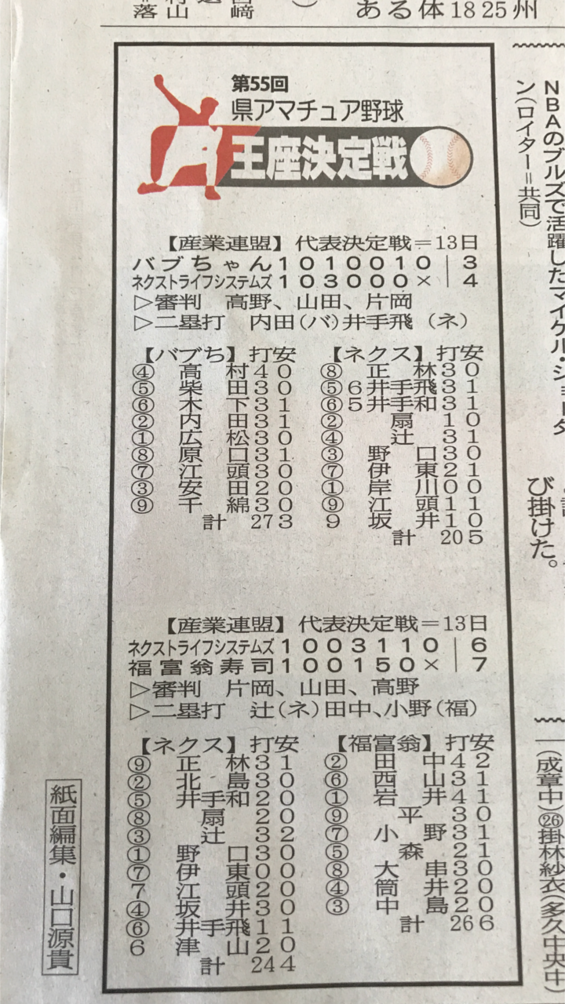 落 山 﨑
ある体1825州
第55回
県アマチュア野球
王座決定戦
【産業連盟】代表決定戦＝13日
バブちゃん1010010｜3
ネクストライフシステムズ103000×｜4
▷審判 高野、山田、片岡
▷二塁打 内田(バ)井手飛(ネ)
【バブち】打安
④高村40
⑤柴田30
⑥木下31
②内田31
①広松30
⑧原口31
⑦江頭30
③安田20
⑨千綿30
計273
【ネクス】打安
⑧正林30
⑤6井手飛31
⑥5井手和31
②扇10
④辻31
③野口30
⑦伊東21
①岸川00
⑨江頭11
9坂井10
計205
【産業連盟】代表決定戦＝13日
ネクストライフシステムズ1003110｜6
福富翁寿司100150×｜7
▷審判 片岡、山田、高野
▷二塁打 辻(ネ)田中、小野(福)
【ネクス】打安
⑨正林31
②北島30
⑤井手和20
⑧扇20
③辻32
①野口30
⑦伊東00
7江頭20
④坂井30
⑥井手飛11
6津山20
計244
【福富翁】打安
②田中42
⑥西山31
①岩井41
⑨平30
⑦小野31
⑤森21
⑧大串30
④筒井20
③中島20
計266
紙面編集・山口源貴
NBAのブルズで活躍したマイケル・ジョーダ
ン(ロイター＝共同)
び掛けた。
(成章中)㉖掛林紗衣(多久中央中)